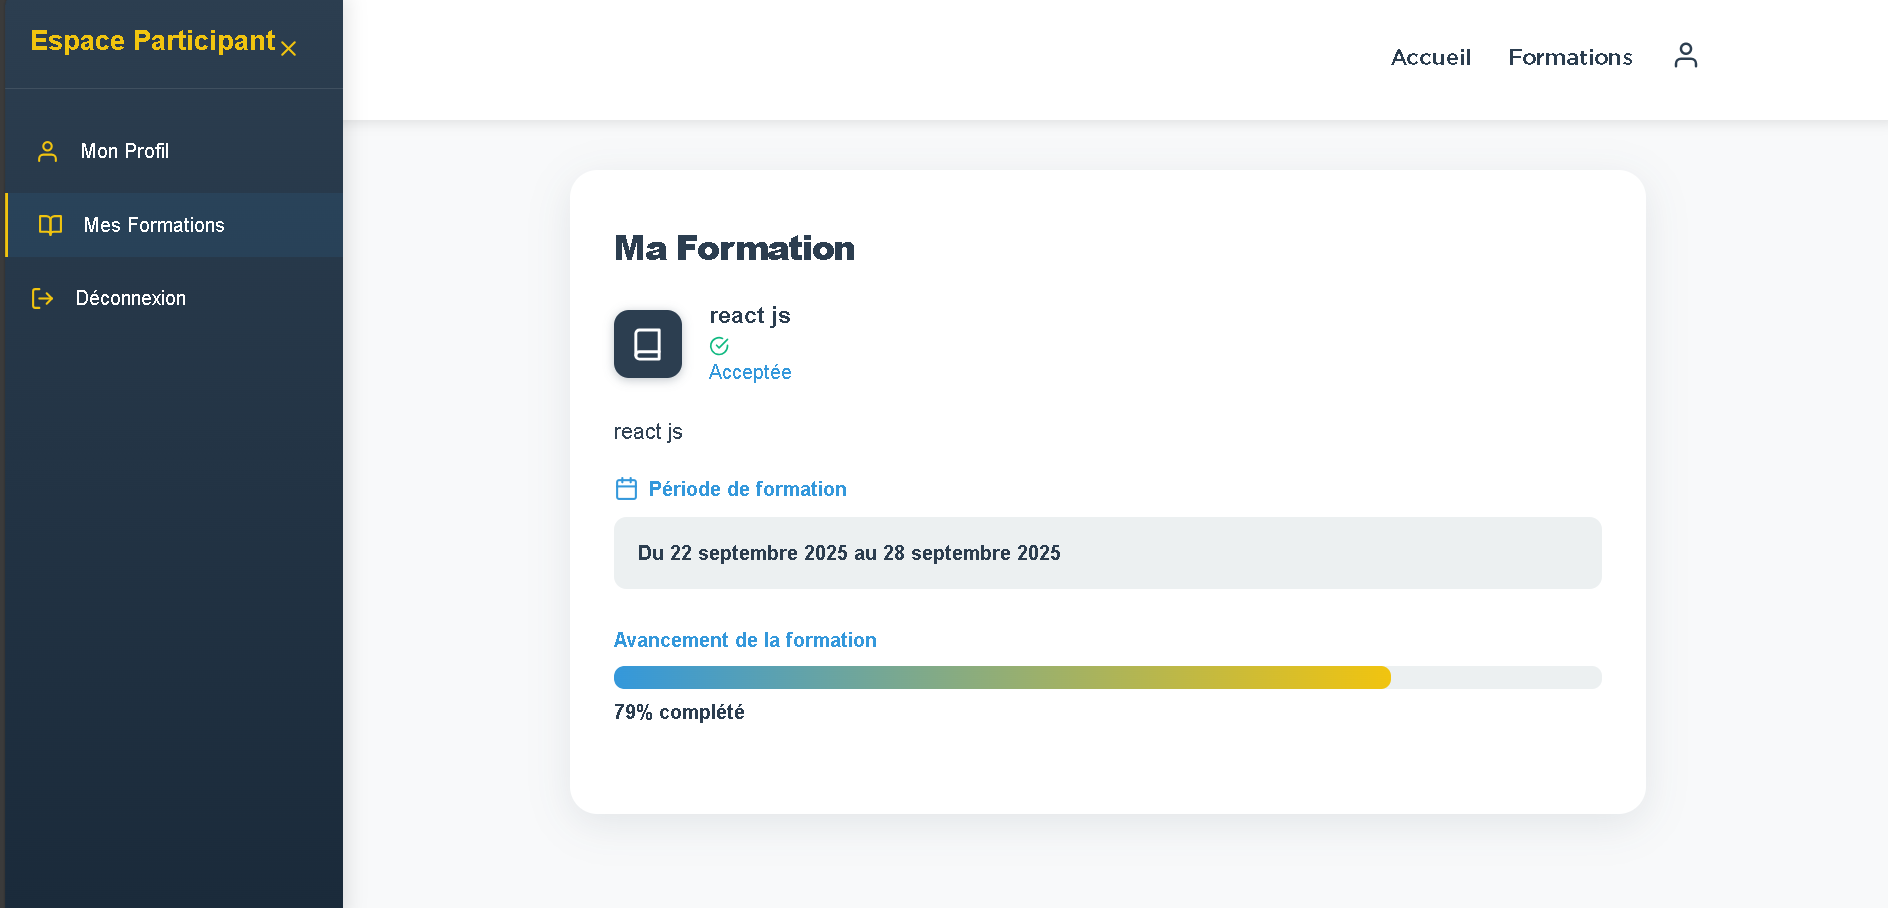 Espace Participant
Accueil
Formations
Mon Profil
Mes Formations
Déconnexion
Ma Formation
react js
Acceptée
react js
Période de formation
Du 22 septembre 2025 au 28 septembre 2025
Avancement de la formation
79% complété